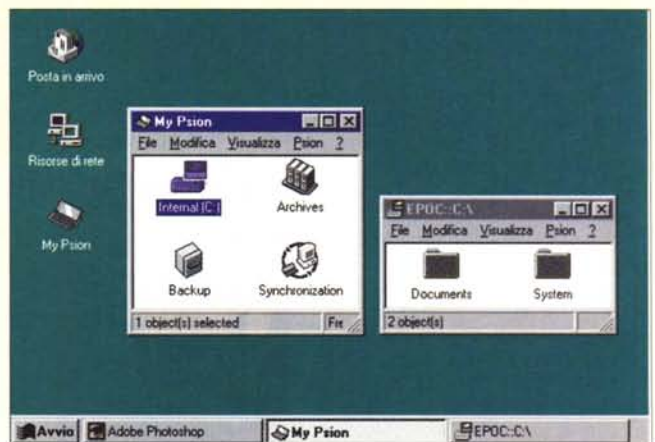 Posta in arrivo
Risorse di rete
My Psion
My Psion
File Modifica Visualizza Psion ?
Internal (C:)
Archives
Backup
Synchronization
1 object(s) selected
EPOC::C:\
File Modifica Visualizza Psion ?
Documents
System
2 object(s)
Avvio
Adobe Photoshop
My Psion
EPOC::C:\